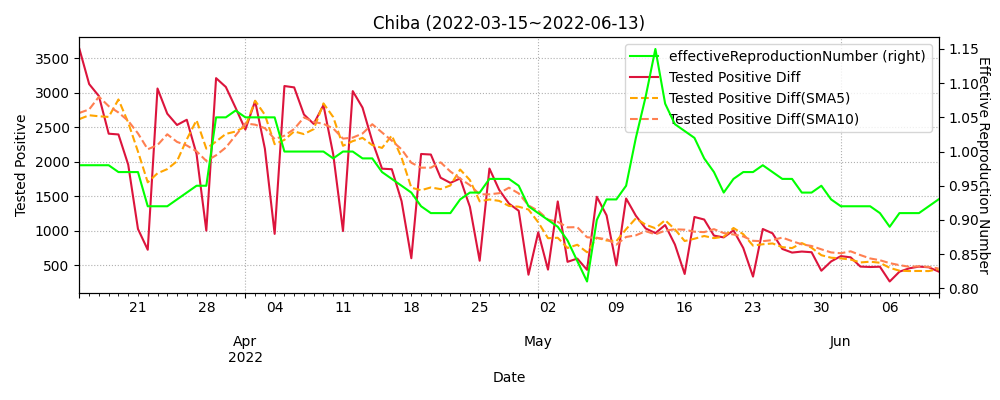 Chiba (2022-03-15~2022-06-13)
effectiveReproductionNumber (right)
Tested Positive Diff
Tested Positive Diff(SMA5)
Tested Positive Diff(SMA10)
Tested Positive
3500
3000
2500
2000
1500
1000
500
1.15
1.10
1.05
1.00
0.95
0.90
0.85
0.80
Effective Reproduction Number
21 28 04 11 18 25 02 09 16 23 30 06
Apr May Jun
2022
Date